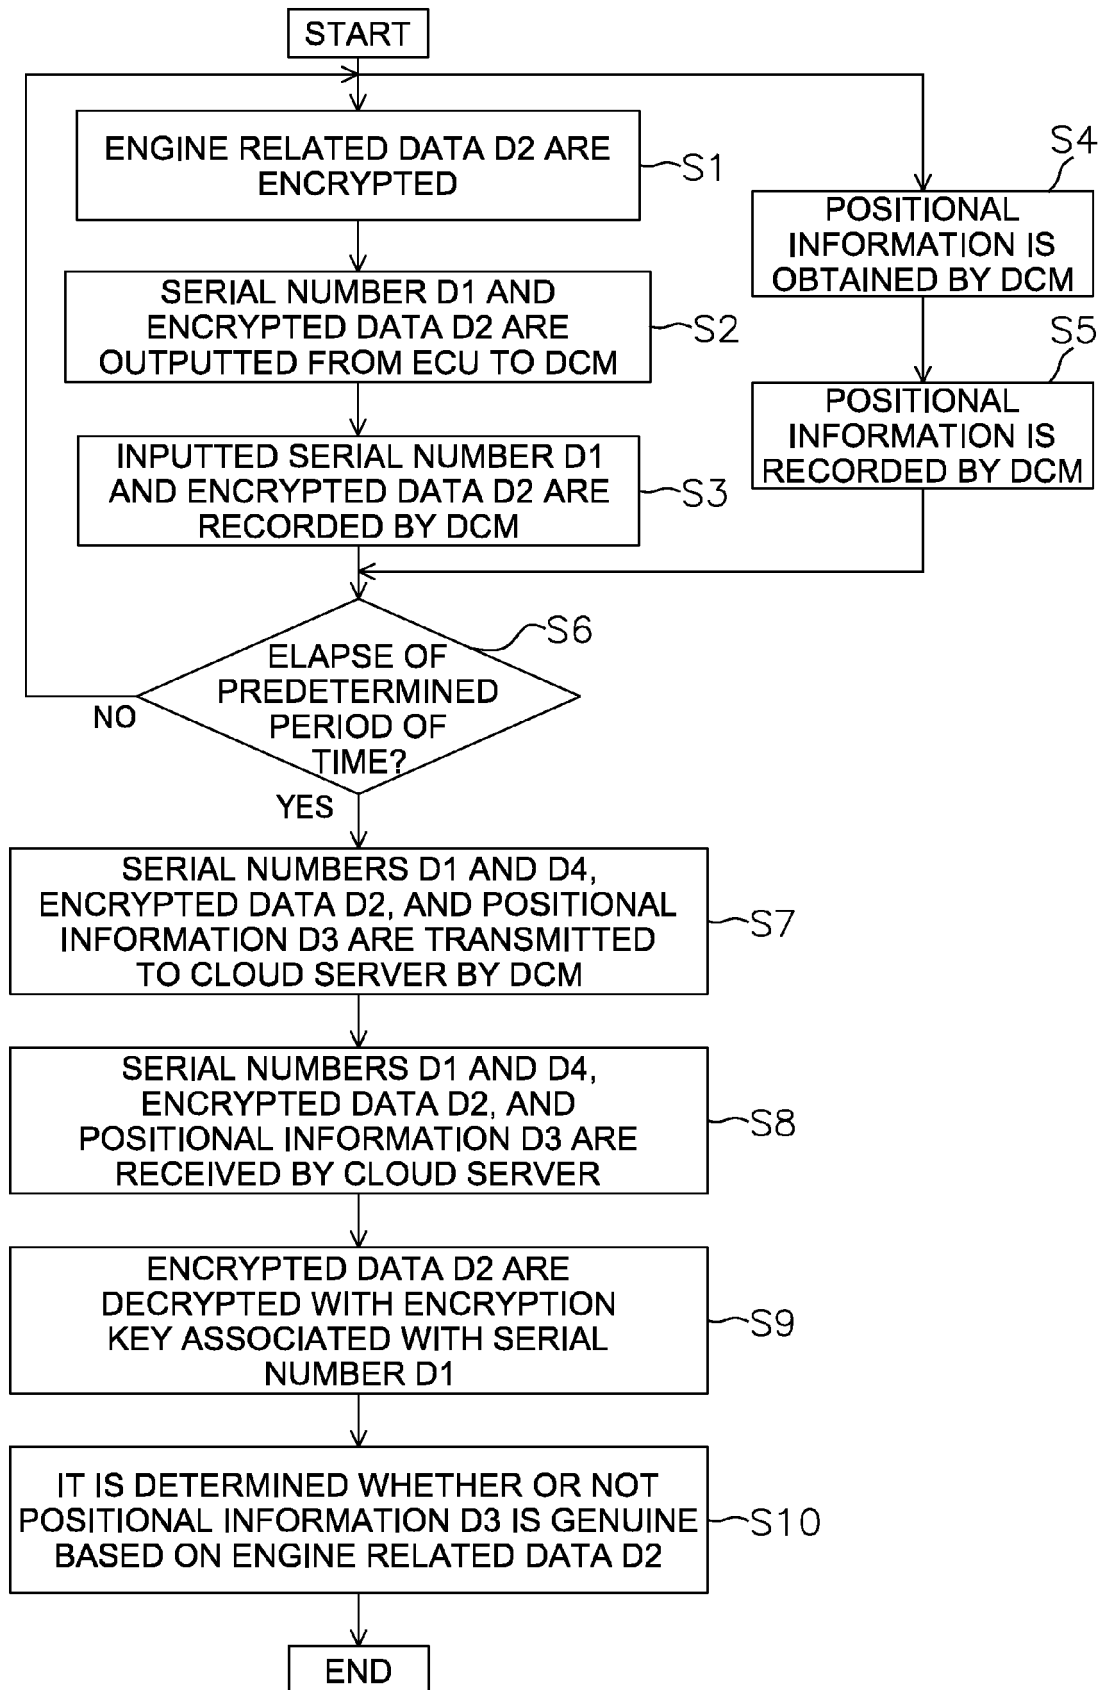 START
ENGINE RELATED DATA D2 ARE
ENCRYPTED
S1
SERIAL NUMBER D1 AND
ENCRYPTED DATA D2 ARE
OUTPUTTED FROM ECU TO DCM
S2
INPUTTED SERIAL NUMBER D1
AND ENCRYPTED DATA D2 ARE
RECORDED BY DCM
S3
S4
POSITIONAL
INFORMATION IS
OBTAINED BY DCM
S5
POSITIONAL
INFORMATION IS
RECORDED BY DCM
S6
ELAPSE OF
PREDETERMINED
PERIOD OF
TIME?
NO
YES
SERIAL NUMBERS D1 AND D4,
ENCRYPTED DATA D2, AND POSITIONAL
INFORMATION D3 ARE TRANSMITTED
TO CLOUD SERVER BY DCM
S7
SERIAL NUMBERS D1 AND D4,
ENCRYPTED DATA D2, AND
POSITIONAL INFORMATION D3 ARE
RECEIVED BY CLOUD SERVER
S8
ENCRYPTED DATA D2 ARE
DECRYPTED WITH ENCRYPTION
KEY ASSOCIATED WITH SERIAL
NUMBER D1
S9
IT IS DETERMINED WHETHER OR NOT
POSITIONAL INFORMATION D3 IS GENUINE
BASED ON ENGINE RELATED DATA D2
S10
END